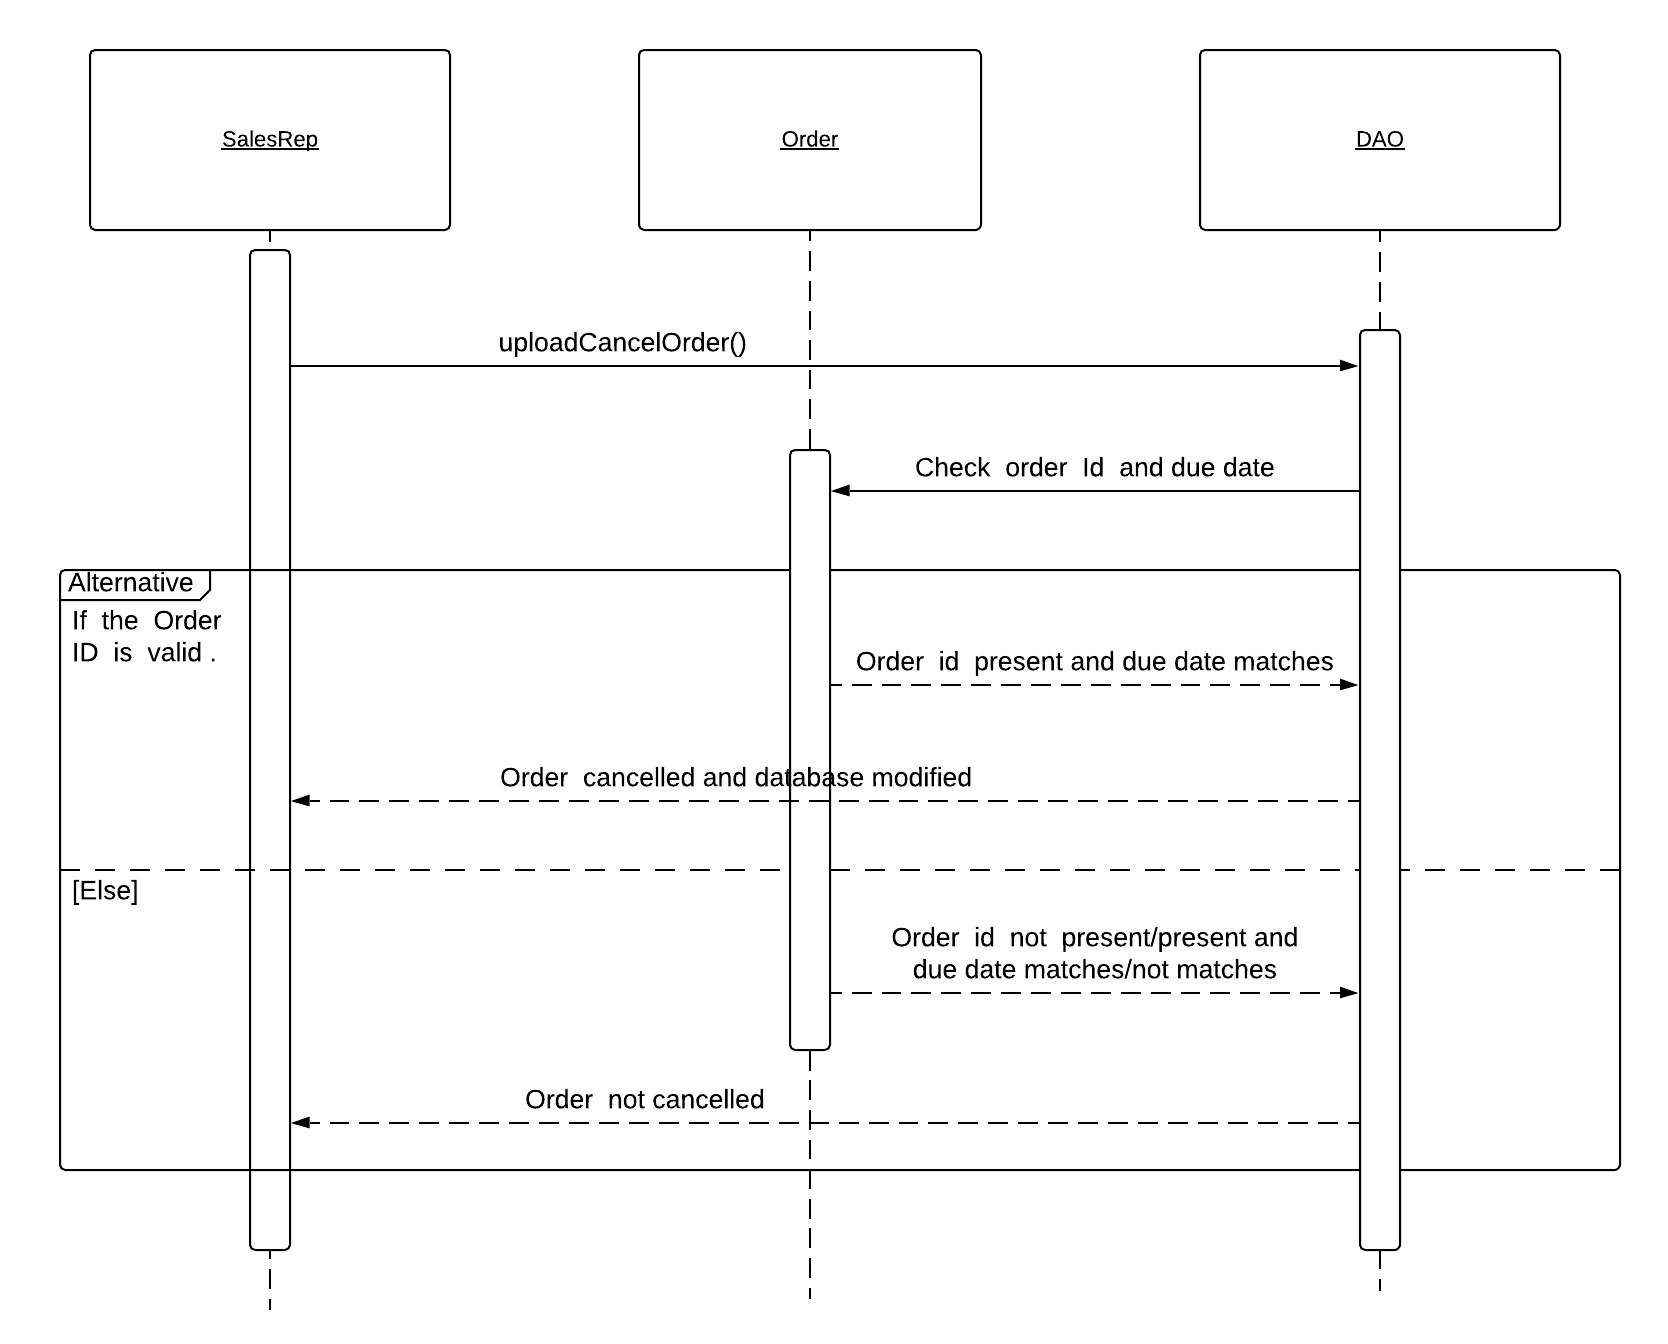 SalesRep
Order
DAO
uploadCancelOrder()
Check order Id and due date
Alternative
If the Order
ID is valid .
Order id present and due date matches
Order cancelled and database modified
[Else]
Order id not present/present and
due date matches/not matches
Order not cancelled